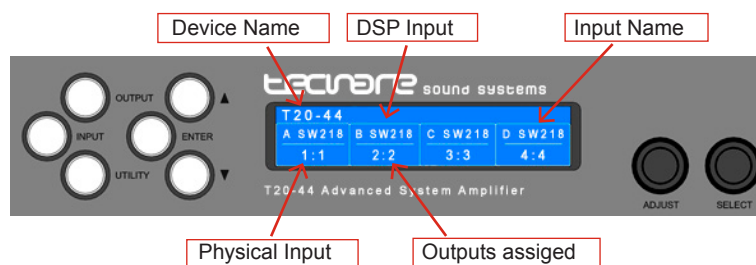 Device Name
DSP Input
Input Name
tecnare sound systems
OUTPUT
▲
INPUT
ENTER
UTILITY
▼
T20-44
A SW218
B SW218
C SW218
D SW218
1:1
2:2
3:3
4:4
T20-44 Advanced System Amplifier
ADJUST
SELECT
Physical Input
Outputs assiged